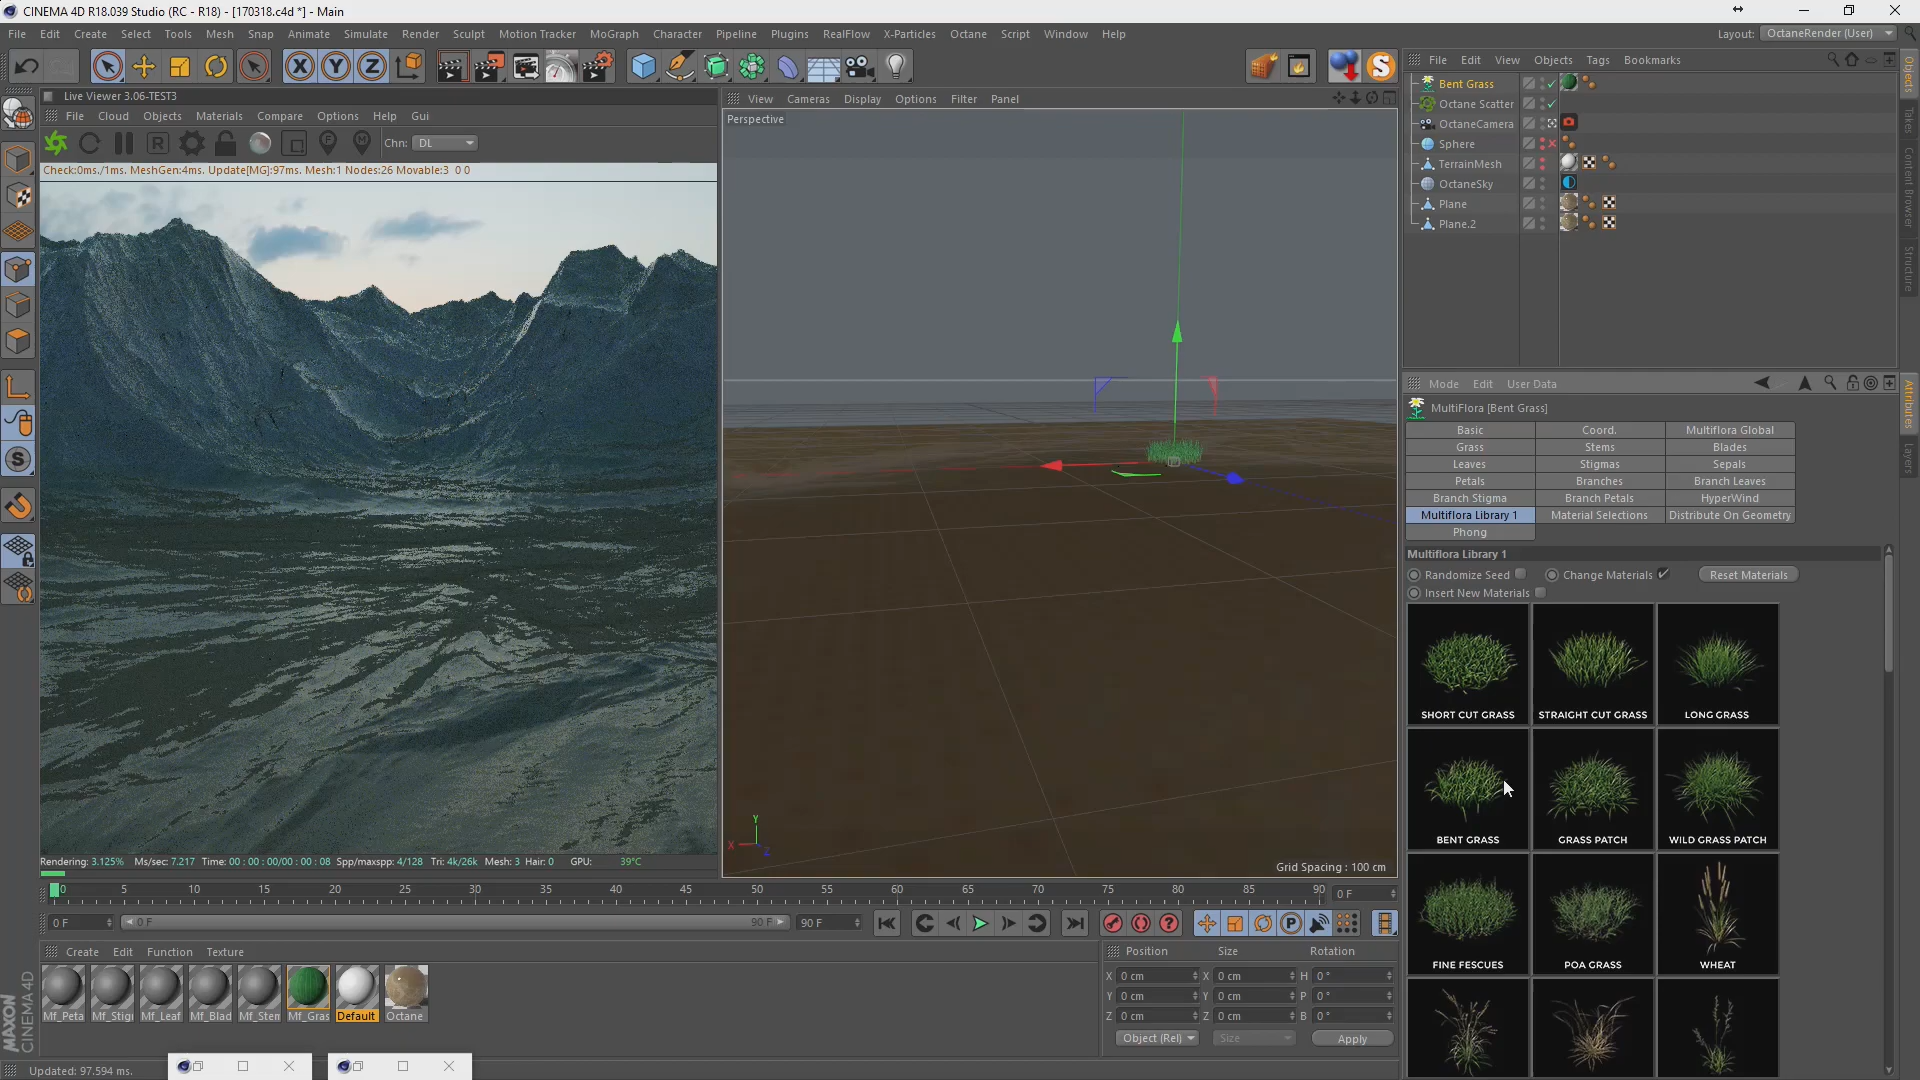 CINEMA 4D R18.039 Studio (RC - R18) - [170318.c4d *] - Main
File Edit Create Select Tools Mesh Snap Animate Simulate Render Sculpt Motion Tracker MoGraph Character Pipeline Plugins RealFlow X-Particles Octane Script Window Help
Layout: OctaneRender (User)
Live Viewer 3.06-TEST3
File Cloud Objects Materials Compare Options Help Gui
Chn: DL
Check:0ms./1ms. MeshGen:4ms. Update[MG]:97ms. Mesh:1 Nodes:26 Movable:3 0 0
Rendering: 3.125% Ms/sec: 7.217 Time: 00 : 00 : 00/00 : 00 : 08 Spp/maxspp: 4/128 Tri: 4k/26k Mesh: 3 Hair: 0 GPU: 39°C
View Cameras Display Options Filter Panel
Perspective
Y
X
Z
Grid Spacing : 100 cm
File Edit View Objects Tags Bookmarks
Bent Grass
Octane Scatter
OctaneCamera
Sphere
TerrainMesh
OctaneSky
Plane
Plane.2
Objects
Takes
Content Browser
Structure
Mode Edit User Data
MultiFlora [Bent Grass]
Basic Coord. Multiflora Global
Grass Stems Blades
Leaves Stigmas Sepals
Petals Branches Branch Leaves
Branch Stigma Branch Petals HyperWind
Multiflora Library 1 Material Selections Distribute On Geometry
Phong
Attributes
Layers
Multiflora Library 1
Randomize Seed Change Materials Reset Materials
Insert New Materials
SHORT CUT GRASS STRAIGHT CUT GRASS LONG GRASS
BENT GRASS GRASS PATCH WILD GRASS PATCH
FINE FESCUES POA GRASS WHEAT
0 5 10 15 20 25 30 35 40 45 50 55 60 65 70 75 80 85 90 0 F
0 F 0 F 90 F 90 F
Create Edit Function Texture
Mf_Peta Mf_Stig Mf_Leaf Mf_Blad Mf_Sten Mf_Gras Default Octane
Position Size Rotation
X 0 cm X 0 cm H 0 °
Y 0 cm Y 0 cm P 0 °
Z 0 cm Z 0 cm B 0 °
Object (Rel) Size Apply
MAXON
CINEMA 4D
Updated: 97.594 ms.